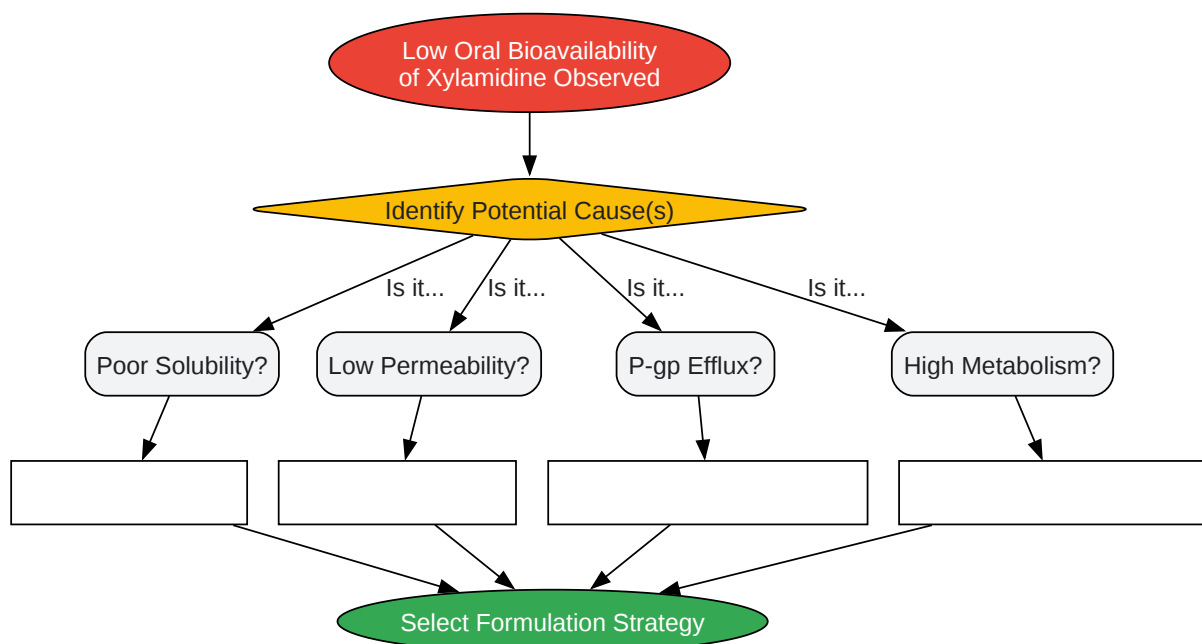 Low Oral Bioavailability
of Xylamidine Observed
Identify Potential Cause(s)
Is it...
Is it...
Is it...
Is it...
Poor Solubility?
Low Permeability?
P-gp Efflux?
High Metabolism?
Select Formulation Strategy